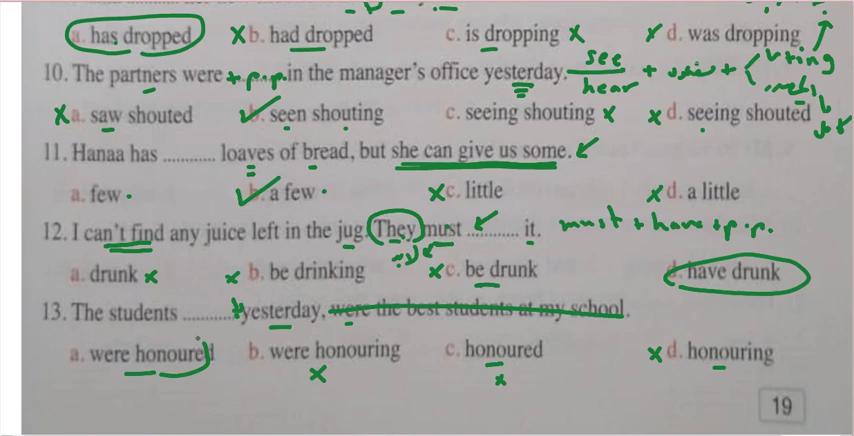 a. has dropped b. had dropped c. is dropping d. was dropping
10. The partners were + p.p. in the manager's office yesterday. see
hear + + ing
a. saw shouted b. seen shouting c. seeing shouting d. seeing shouted
11. Hanaa has ............ loaves of bread, but she can give us some.
a. few b. a few c. little d. a little
12. I can't find any juice left in the jug. They must ............ it. must + have + p.p.
a. drunk b. be drinking c. be drunk d. have drunk
13. The students ............ yesterday, were the best students at my school.
a. were honoured b. were honouring c. honoured d. honouring
19